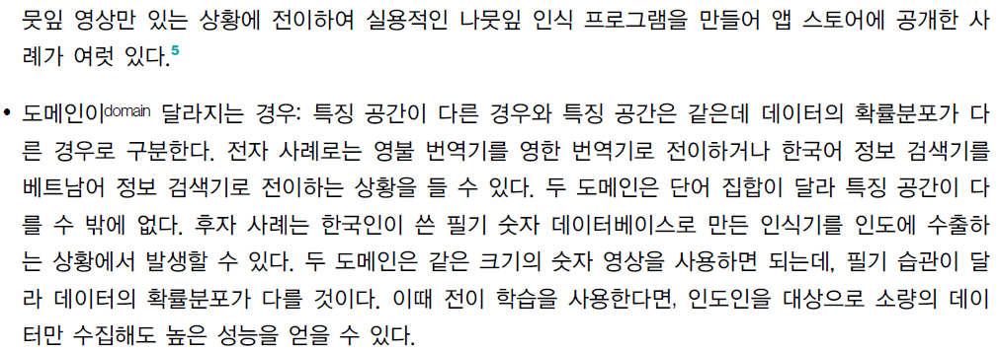 뭇잎 영상만 있는 상황에 전이하여 실용적인 나뭇잎 인식 프로그램을 만들어 앱 스토어에 공개한 사
례가 여럿 있다.5
• 도메인이domain 달라지는 경우: 특징 공간이 다른 경우와 특징 공간은 같은데 데이터의 확률분포가 다
른 경우로 구분한다. 전자 사례로는 영불 번역기를 영한 번역기로 전이하거나 한국어 정보 검색기를
베트남어 정보 검색기로 전이하는 상황을 들 수 있다. 두 도메인은 단어 집합이 달라 특징 공간이 다
를 수 밖에 없다. 후자 사례는 한국인이 쓴 필기 숫자 데이터베이스로 만든 인식기를 인도에 수출하
는 상황에서 발생할 수 있다. 두 도메인은 같은 크기의 숫자 영상을 사용하면 되는데, 필기 습관이 달
라 데이터의 확률분포가 다를 것이다. 이때 전이 학습을 사용한다면, 인도인을 대상으로 소량의 데이
터만 수집해도 높은 성능을 얻을 수 있다.